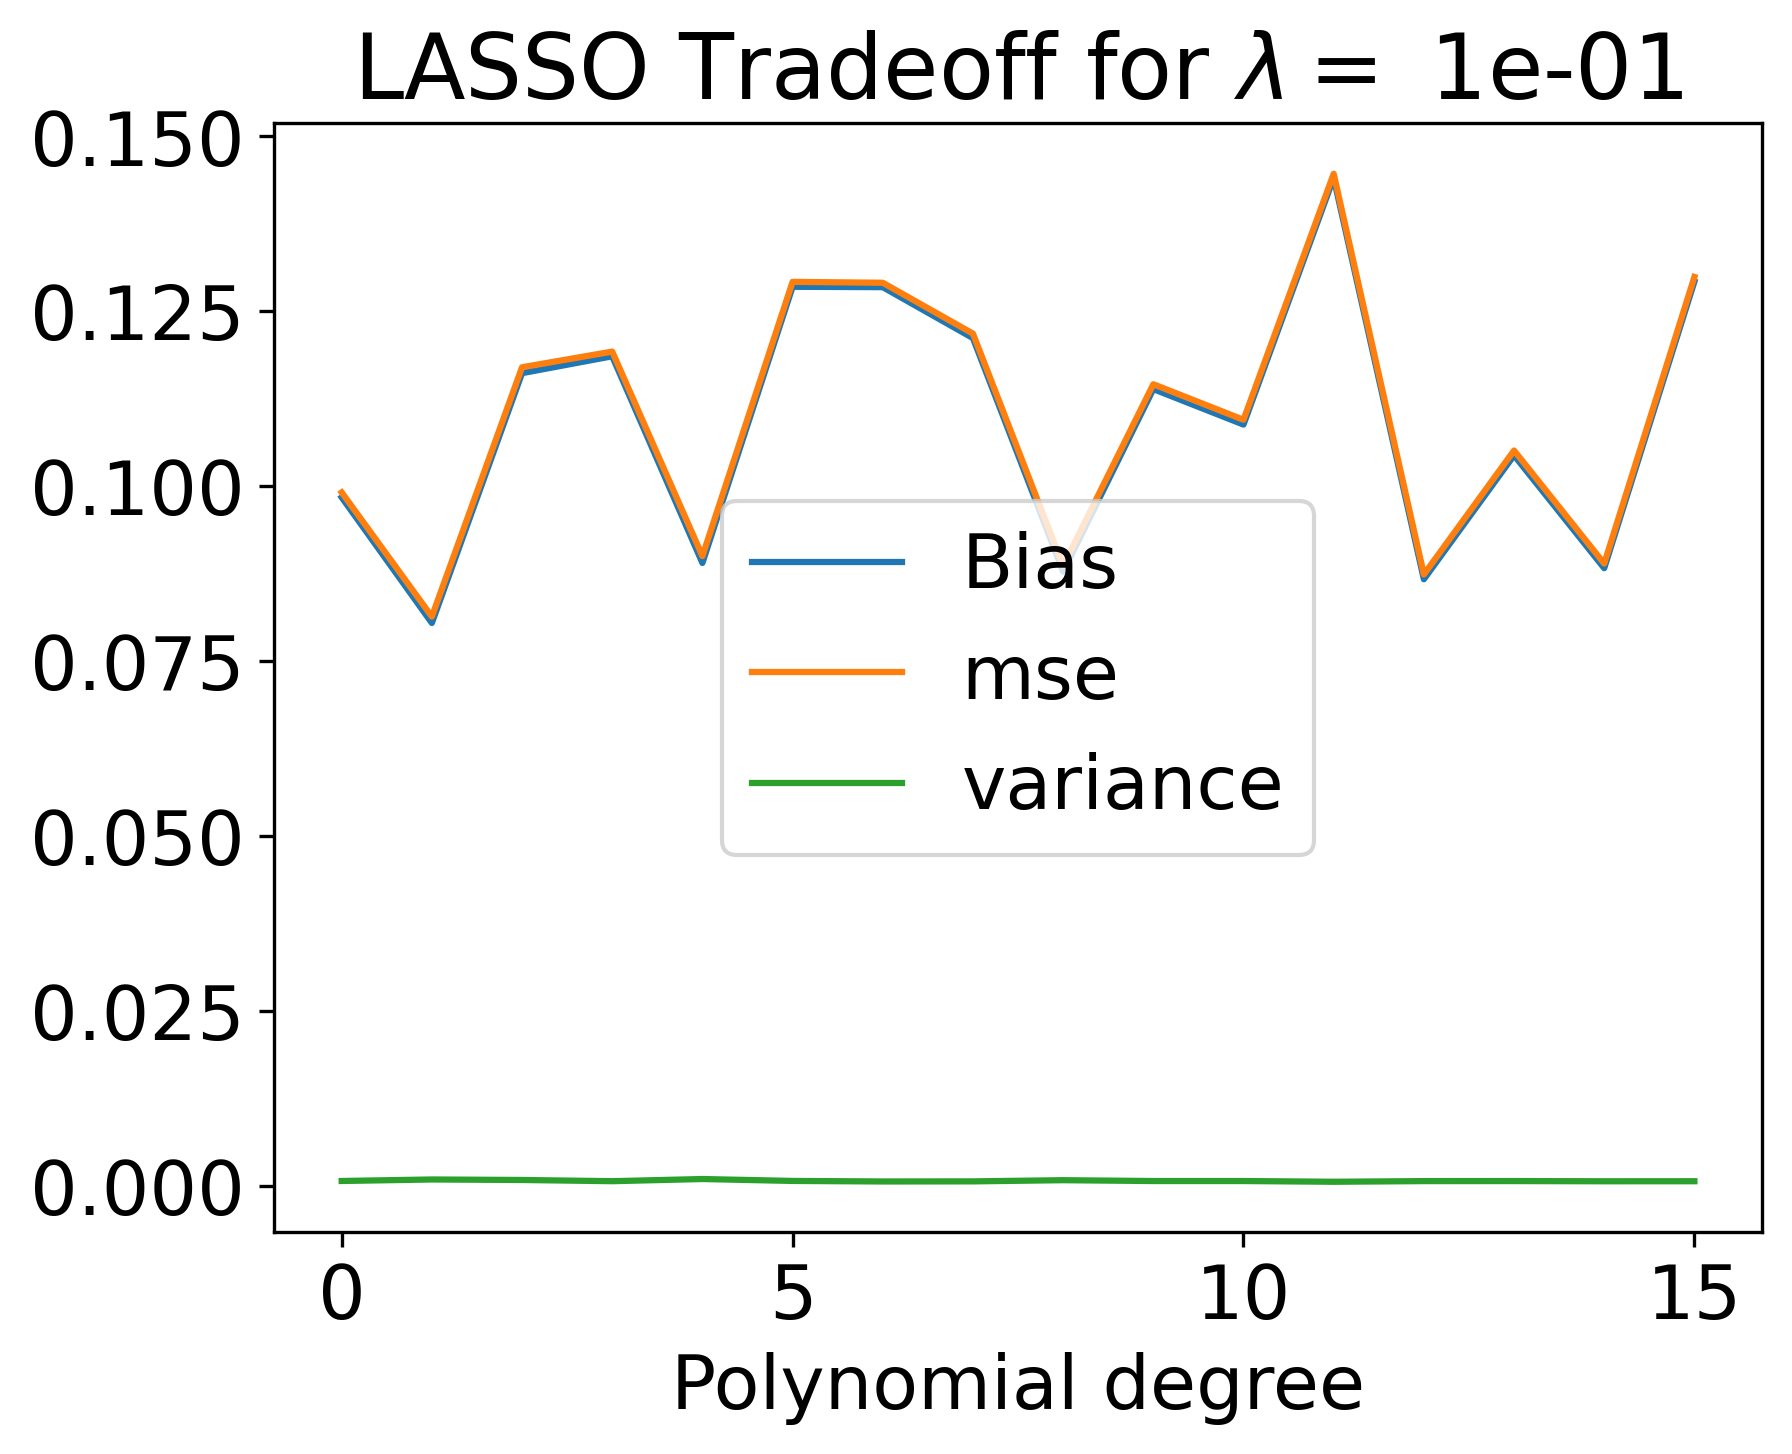 LASSO Tradeoff for λ = 1e-01
0.150
0.125
0.100
0.075
0.050
0.025
0.000
Bias
mse
variance
0 5 10 15
Polynomial degree